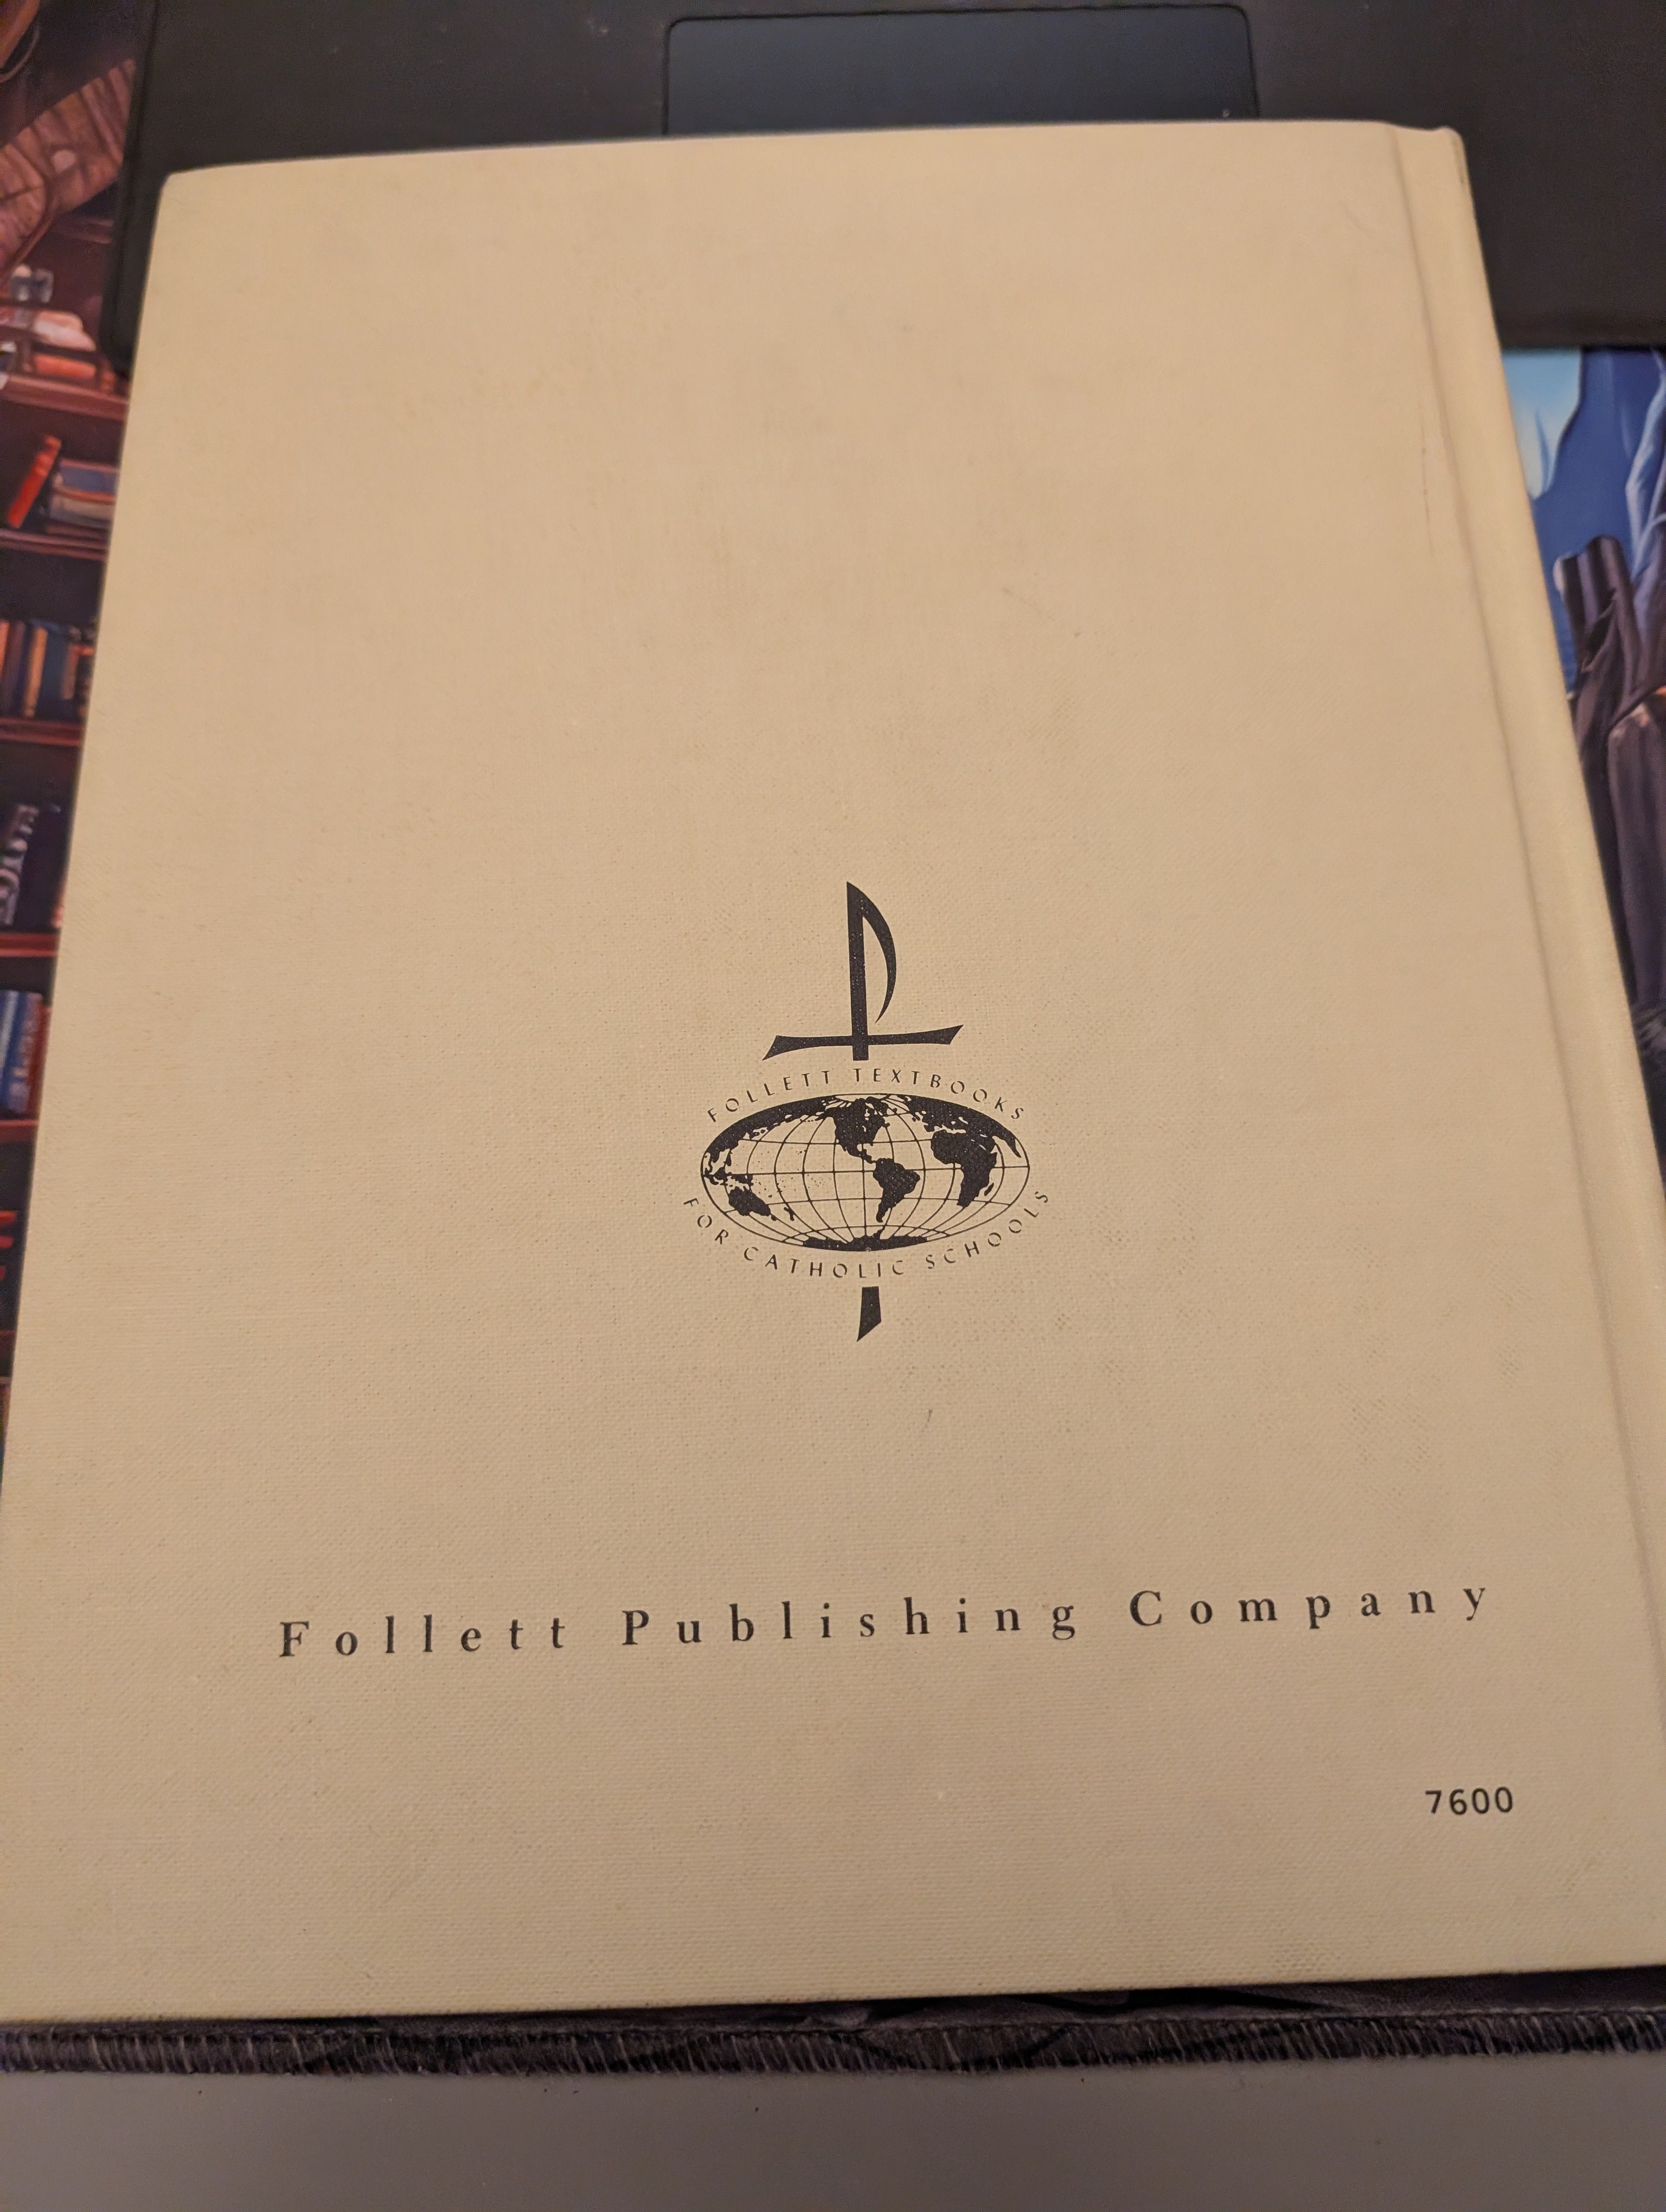 FOLLETT TEXTBOOKS
FOR CATHOLIC SCHOOLS
Follett Publishing Company
7600